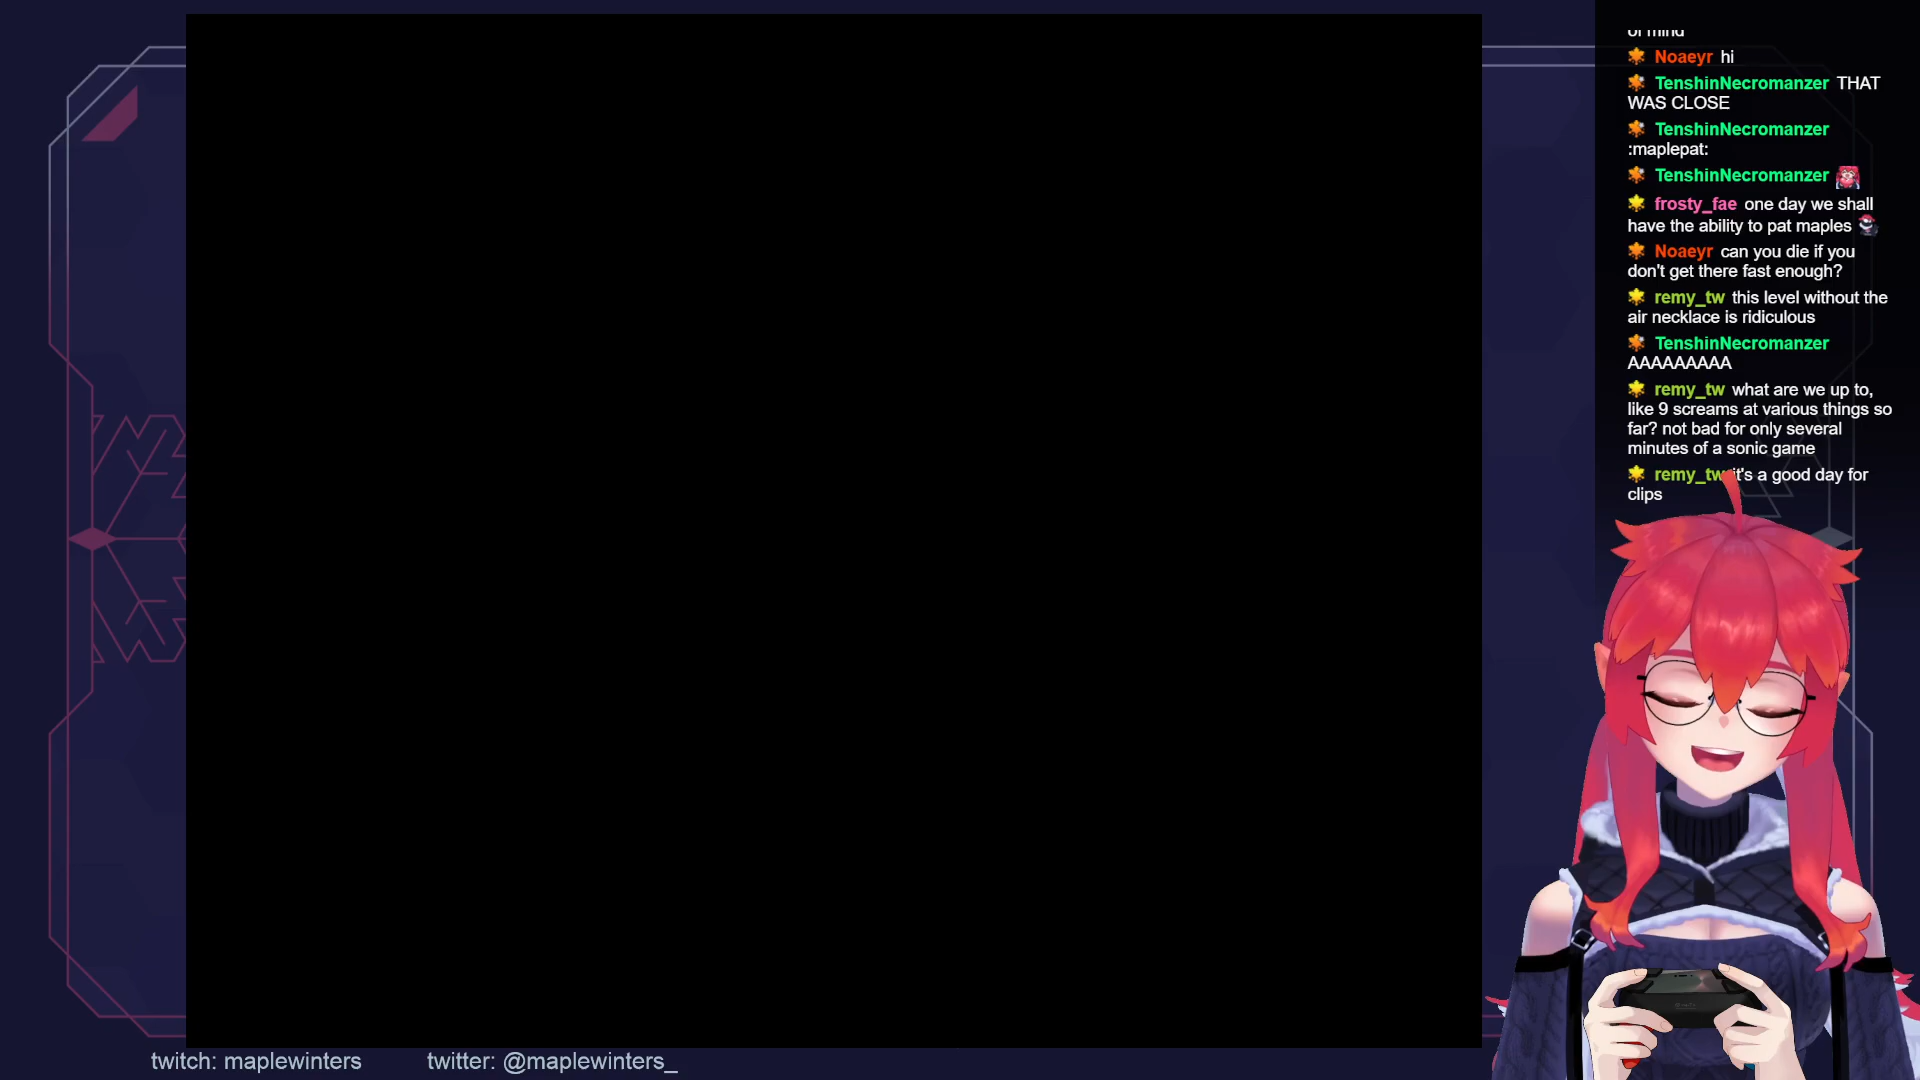 of mind
Noaeyr hi
TenshinNecromanzer THAT
WAS CLOSE
TenshinNecromanzer
:maplepat:
TenshinNecromanzer
frosty_fae one day we shall
have the ability to pat maples
Noaeyr can you die if you
don't get there fast enough?
remy_tw this level without the
air necklace is ridiculous
TenshinNecromanzer
AAAAAAAAA
remy_tw what are we up to,
like 9 screams at various things so
far? not bad for only several
minutes of a sonic game
remy_tw it's a good day for
clips
twitch: maplewinters
twitter: @maplewinters_